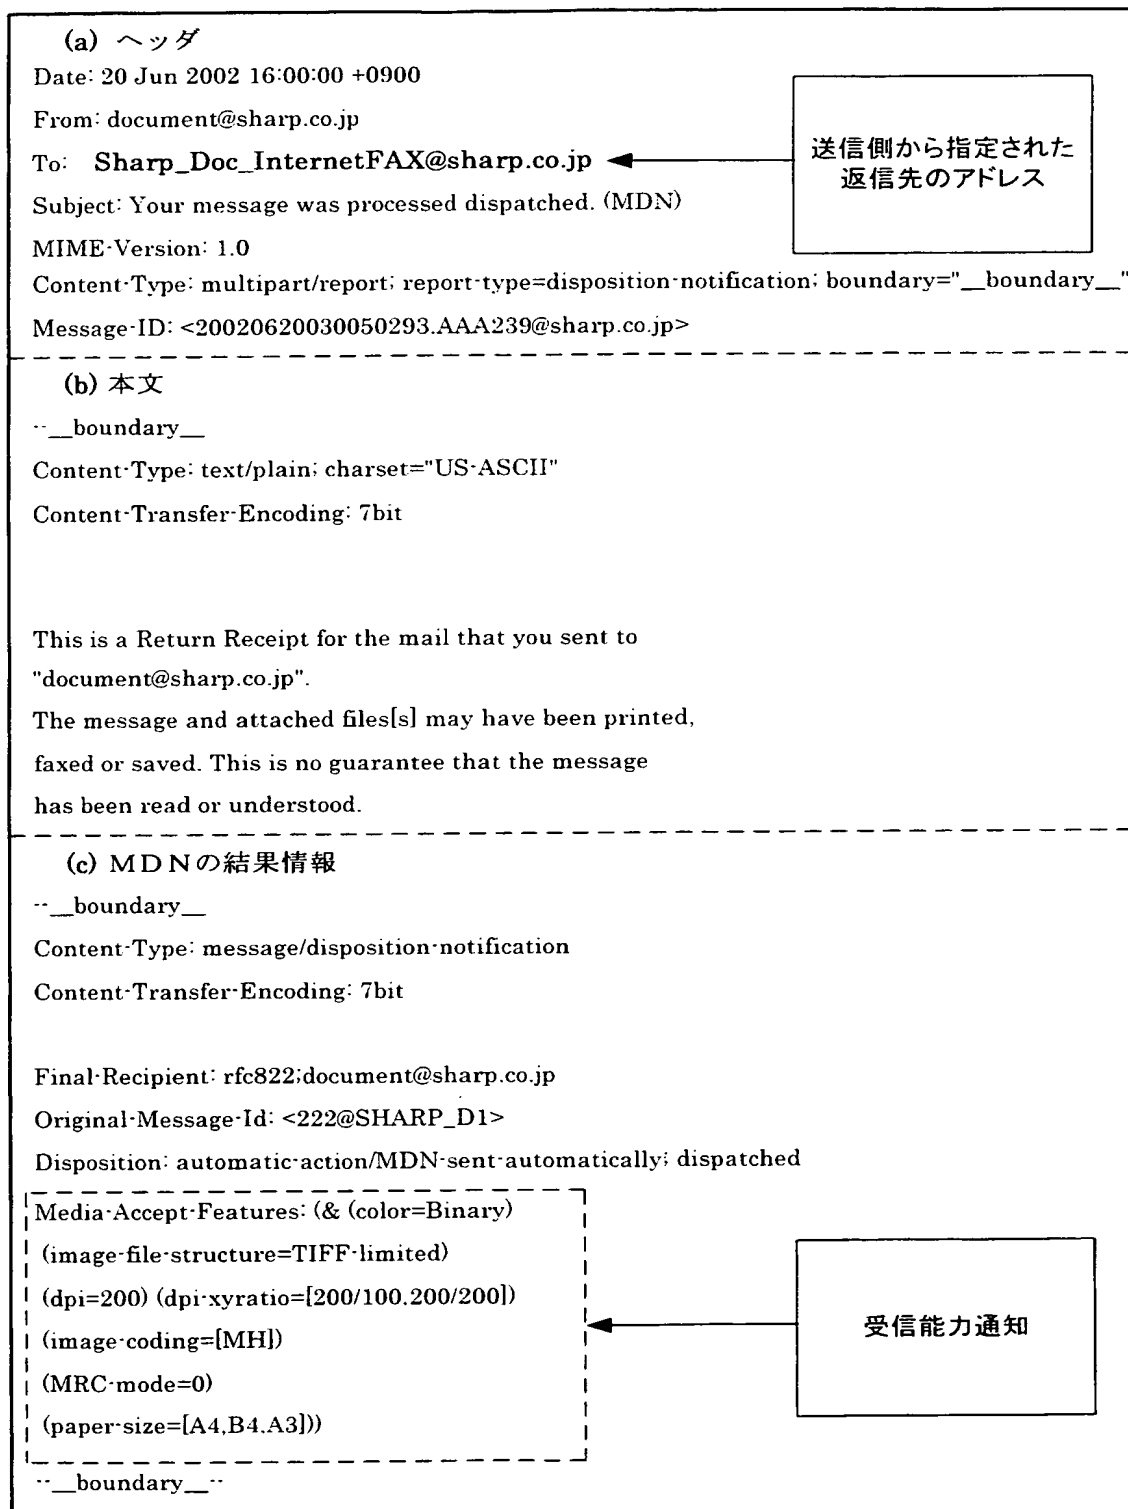 (a) ヘッダ
Date: 20 Jun 2002 16:00:00 +0900
From: document@sharp.co.jp
To: Sharp_Doc_InternetFAX@sharp.co.jp
送信側から指定された
返信先のアドレス
Subject: Your message was processed dispatched. (MDN)
MIME-Version: 1.0
Content-Type: multipart/report; report-type=disposition-notification; boundary="__boundary__"
Message-ID: <20020620030050293.AAA239@sharp.co.jp>
(b) 本文
--__boundary__
Content-Type: text/plain; charset="US-ASCII"
Content-Transfer-Encoding: 7bit
This is a Return Receipt for the mail that you sent to
"document@sharp.co.jp".
The message and attached files[s] may have been printed,
faxed or saved. This is no guarantee that the message
has been read or understood.
(c) MDNの結果情報
--__boundary__
Content-Type: message/disposition-notification
Content-Transfer-Encoding: 7bit
Final-Recipient: rfc822;document@sharp.co.jp
Original-Message-Id: <222@SHARP_D1>
Disposition: automatic-action/MDN-sent-automatically; dispatched
Media-Accept-Features: (& (color=Binary)
(image-file-structure=TIFF-limited)
(dpi=200) (dpi-xyratio=[200/100,200/200])
(image-coding=[MH])
(MRC-mode=0)
(paper-size=[A4,B4,A3]))
受信能力通知
--__boundary__--